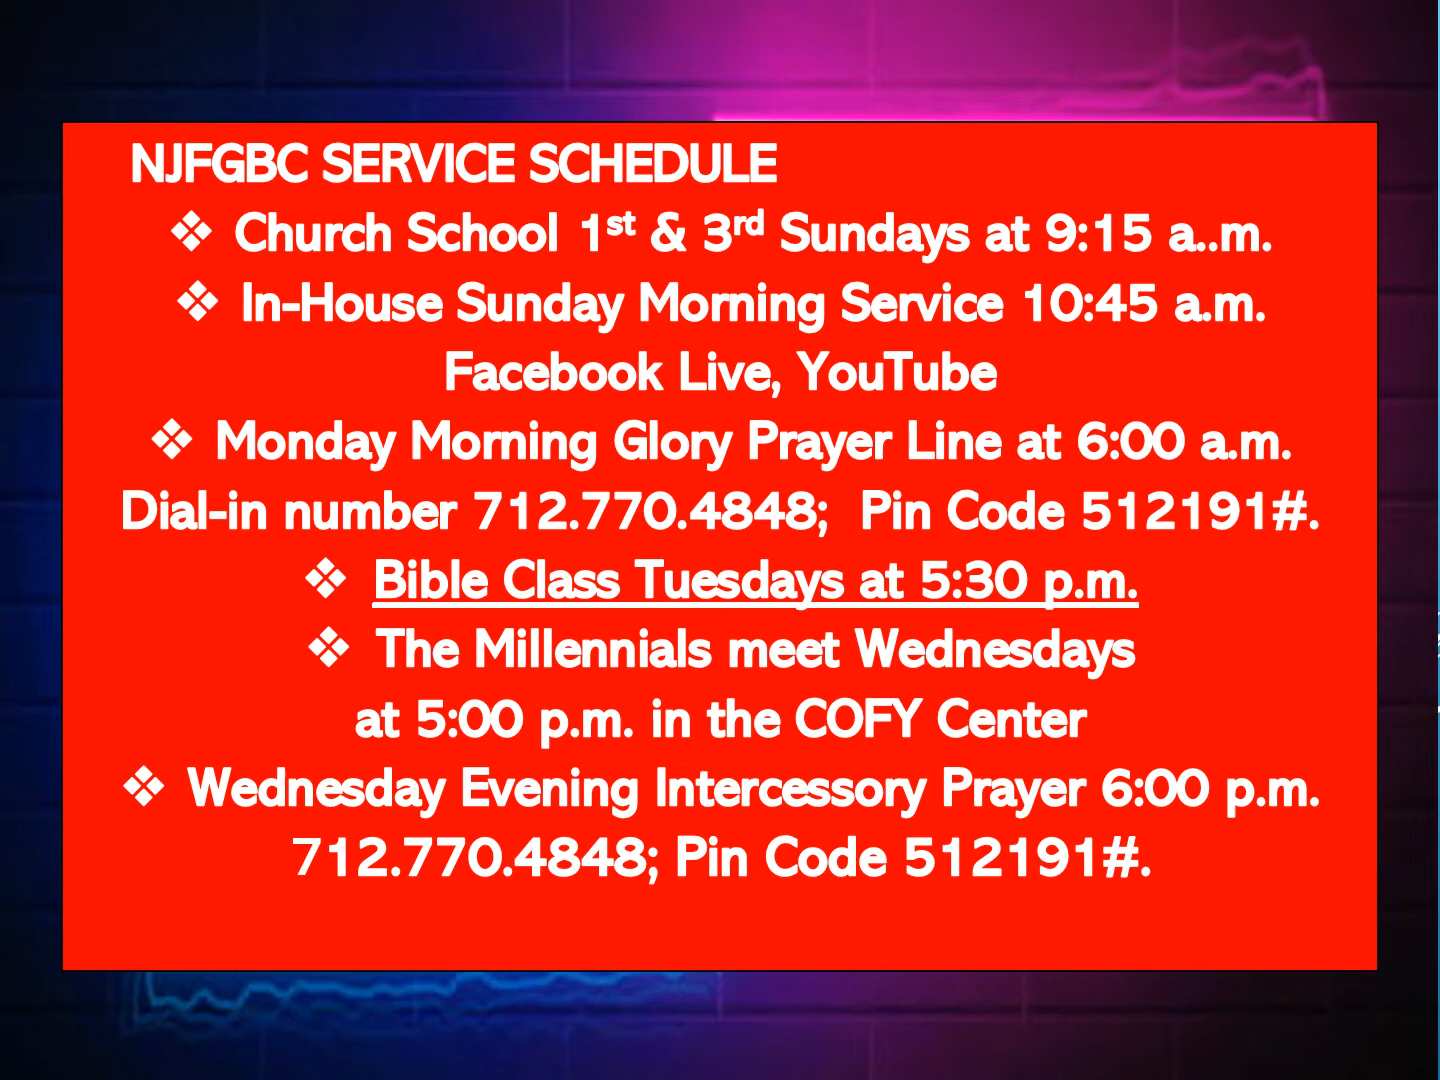 NJFGBC SERVICE SCHEDULE
❖ Church School 1st & 3rd Sundays at 9:15 a..m.
❖ In-House Sunday Morning Service 10:45 a.m.
Facebook Live, YouTube
❖ Monday Morning Glory Prayer Line at 6:00 a.m.
Dial-in number 712.770.4848;  Pin Code 512191#.
❖ Bible Class Tuesdays at 5:30 p.m.
❖ The Millennials meet Wednesdays
at 5:00 p.m. in the COFY Center
❖ Wednesday Evening Intercessory Prayer 6:00 p.m.
712.770.4848; Pin Code 512191#.